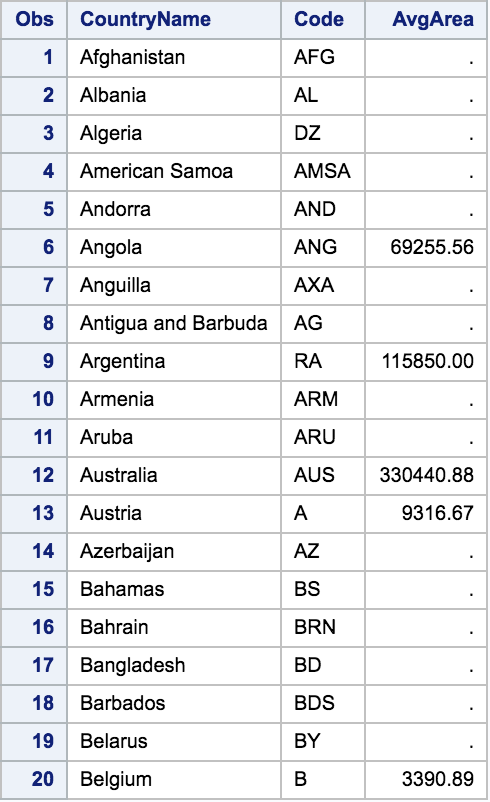 Obs CountryName Code AvgArea
1 Afghanistan AFG .
2 Albania AL .
3 Algeria DZ .
4 American Samoa AMSA .
5 Andorra AND .
6 Angola ANG 69255.56
7 Anguilla AXA .
8 Antigua and Barbuda AG .
9 Argentina RA 115850.00
10 Armenia ARM .
11 Aruba ARU .
12 Australia AUS 330440.88
13 Austria A 9316.67
14 Azerbaijan AZ .
15 Bahamas BS .
16 Bahrain BRN .
17 Bangladesh BD .
18 Barbados BDS .
19 Belarus BY .
20 Belgium B 3390.89